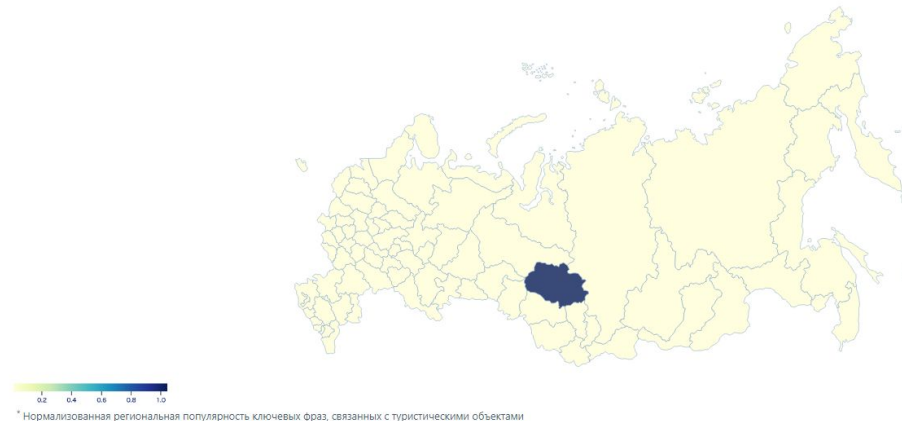 0.2 0.4 0.6 0.8 1.0
* Нормализованная региональная популярность ключевых фраз, связанных с туристическими объектами